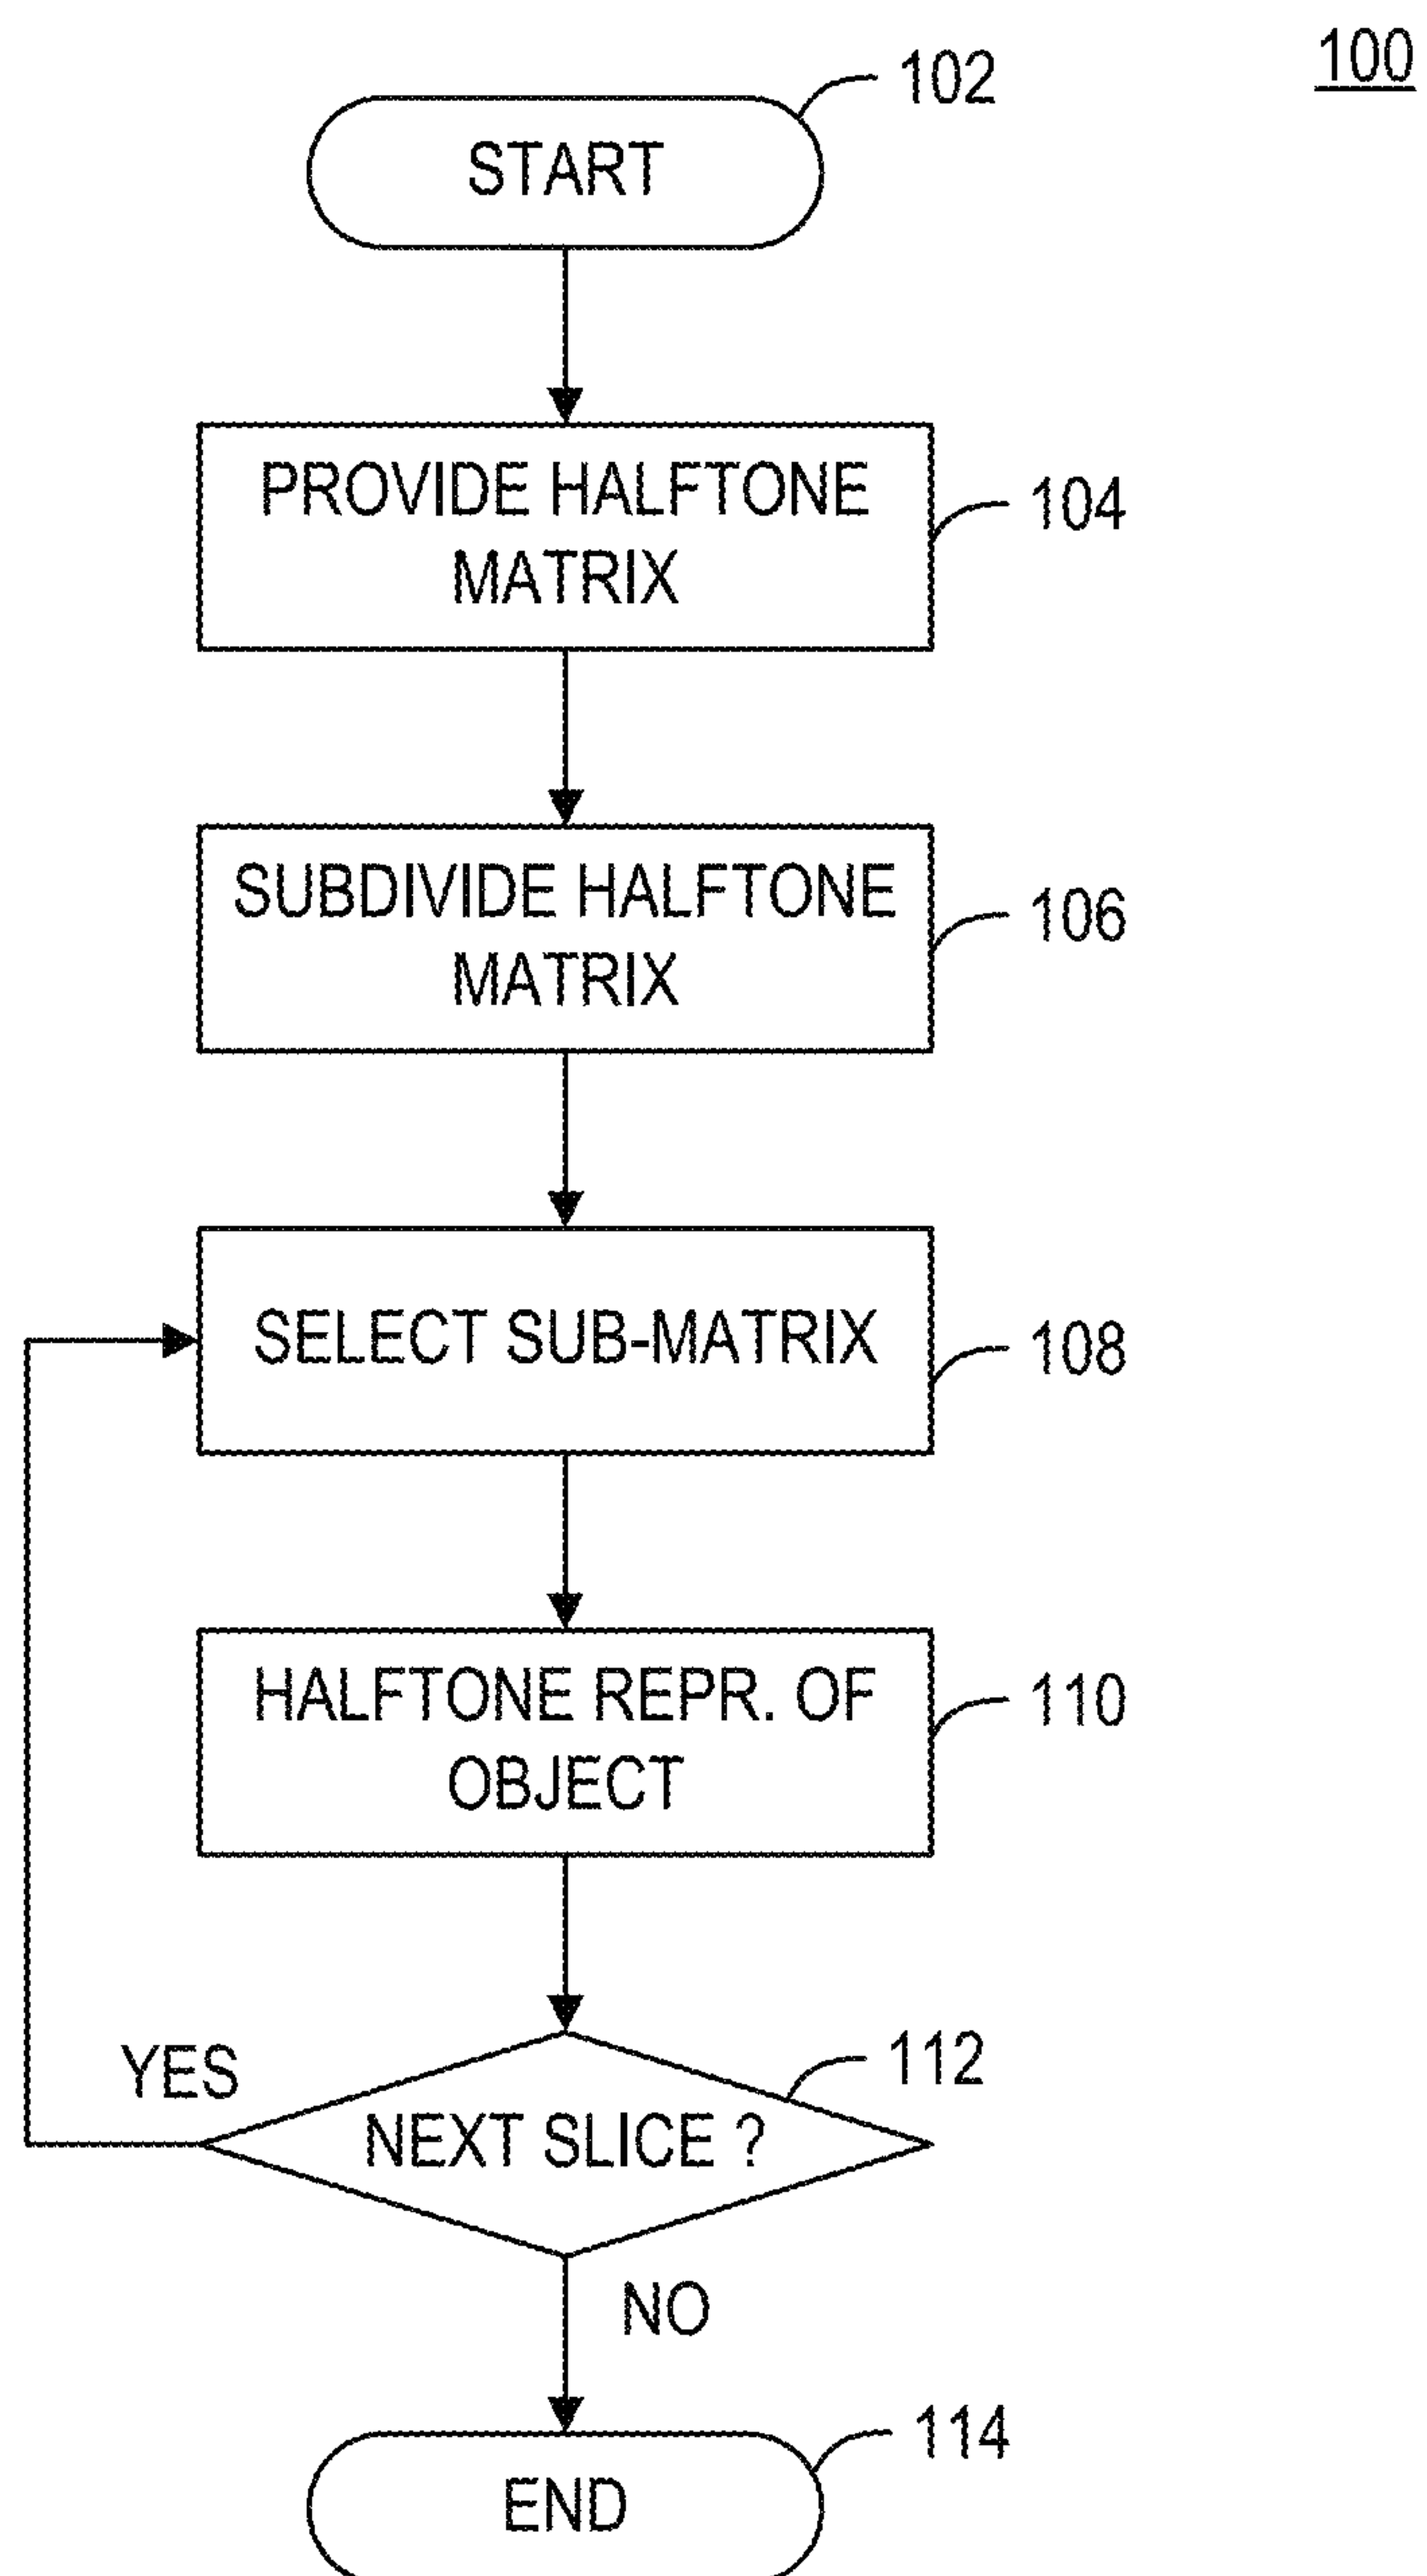 100
102
START
PROVIDE HALFTONE
MATRIX
104
SUBDIVIDE HALFTONE
MATRIX
106
SELECT SUB-MATRIX
108
HALFTONE REPR. OF
OBJECT
110
YES
112
NEXT SLICE ?
NO
114
END